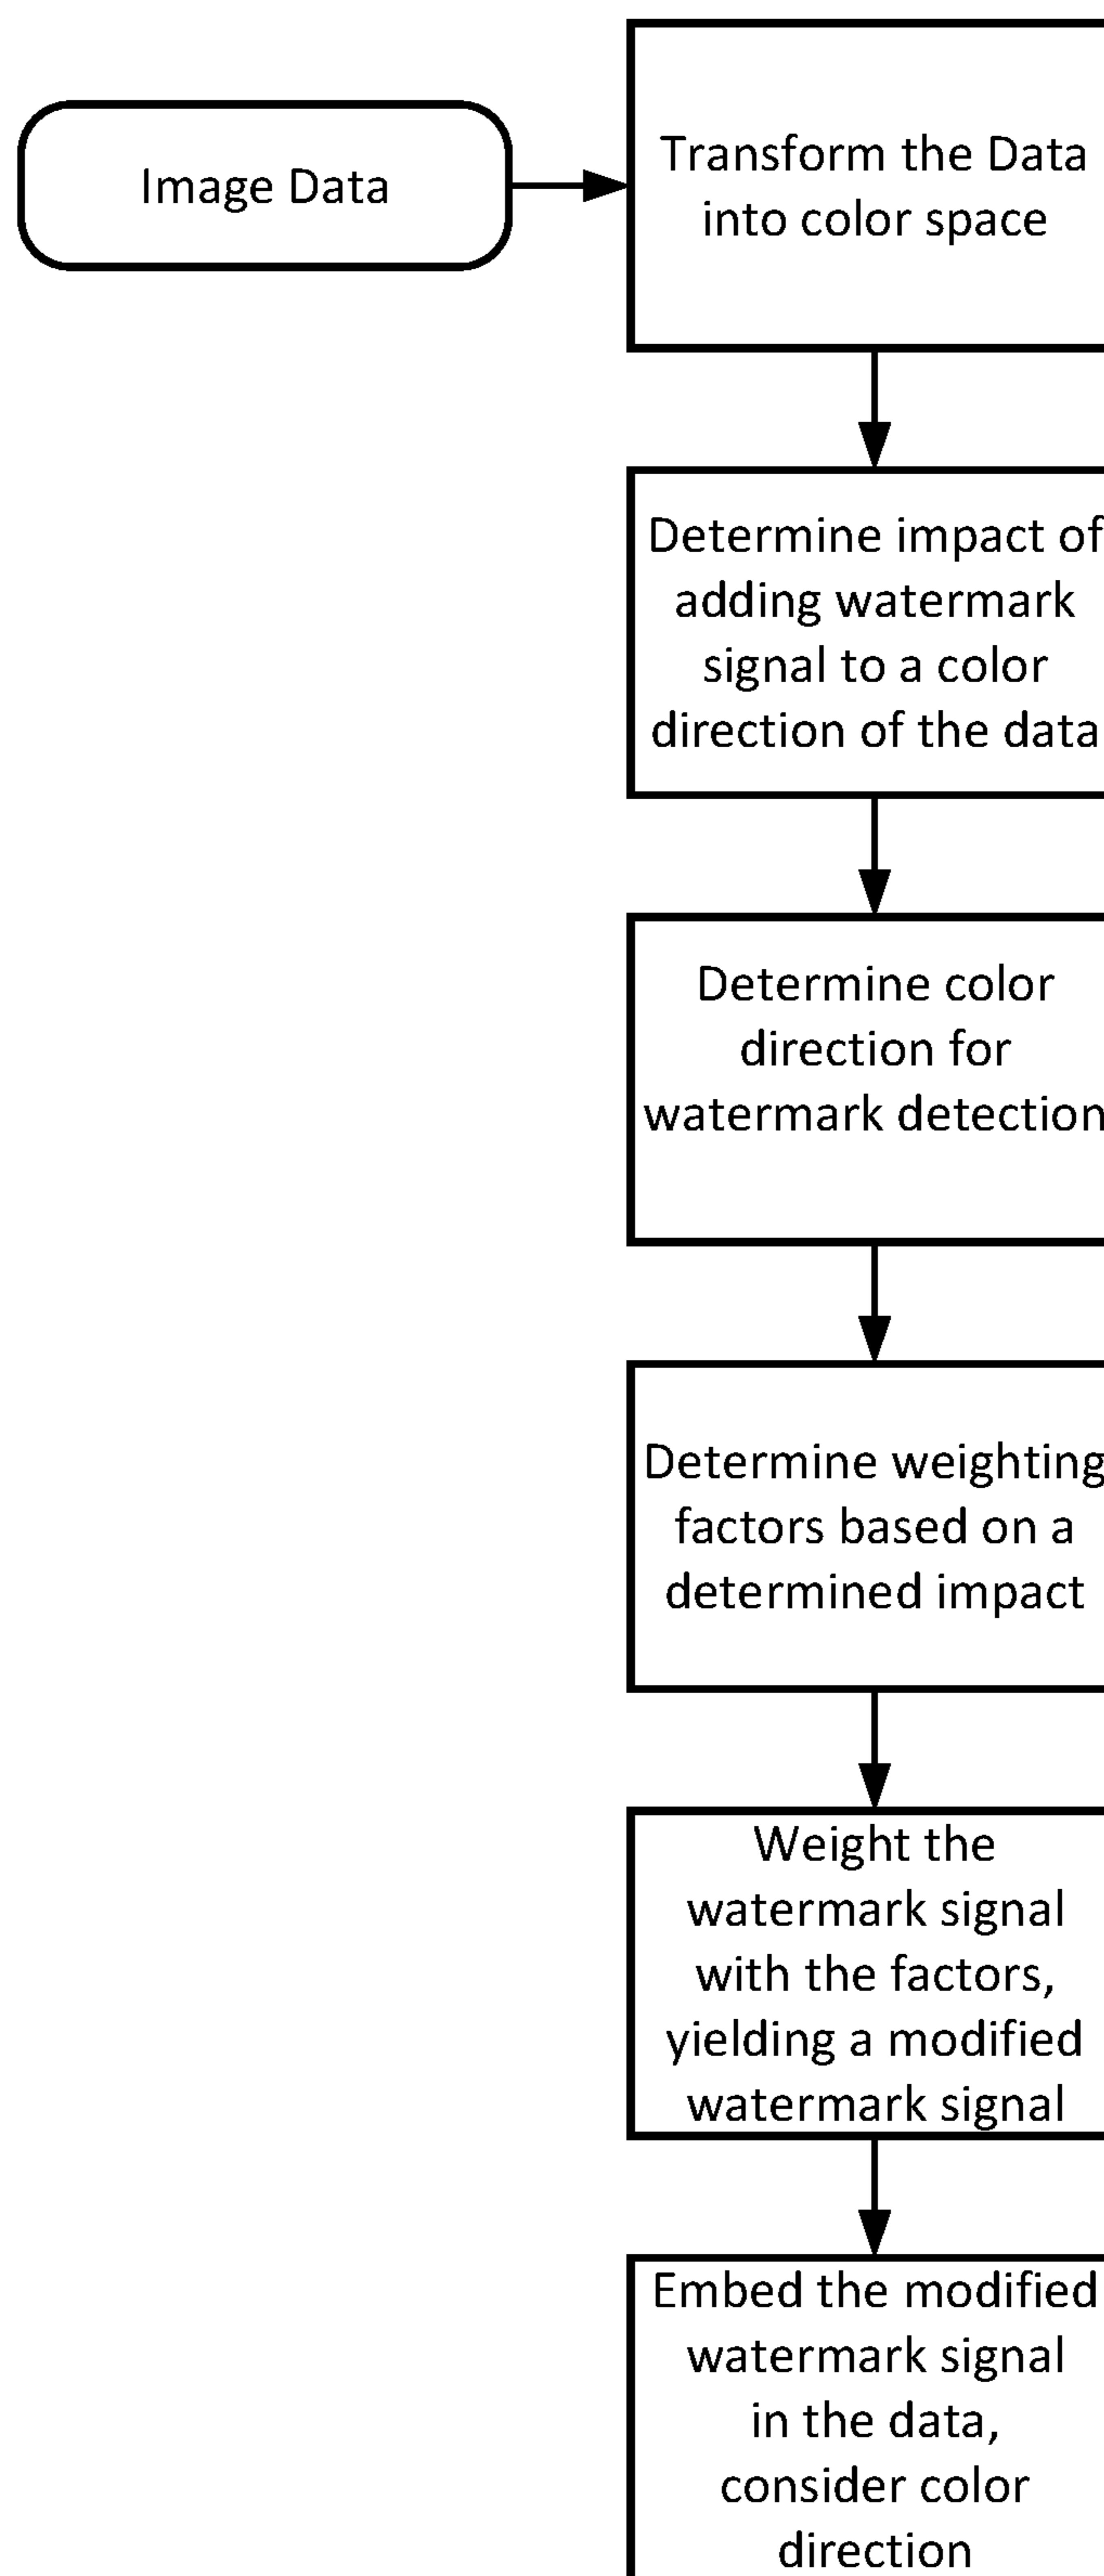 Image Data
Transform the Data
into color space
Determine impact of
adding watermark
signal to a color
direction of the data
Determine color
direction for
watermark detection
Determine weighting
factors based on a
determined impact
Weight the
watermark signal
with the factors,
yielding a modified
watermark signal
Embed the modified
watermark signal
in the data,
consider color
direction